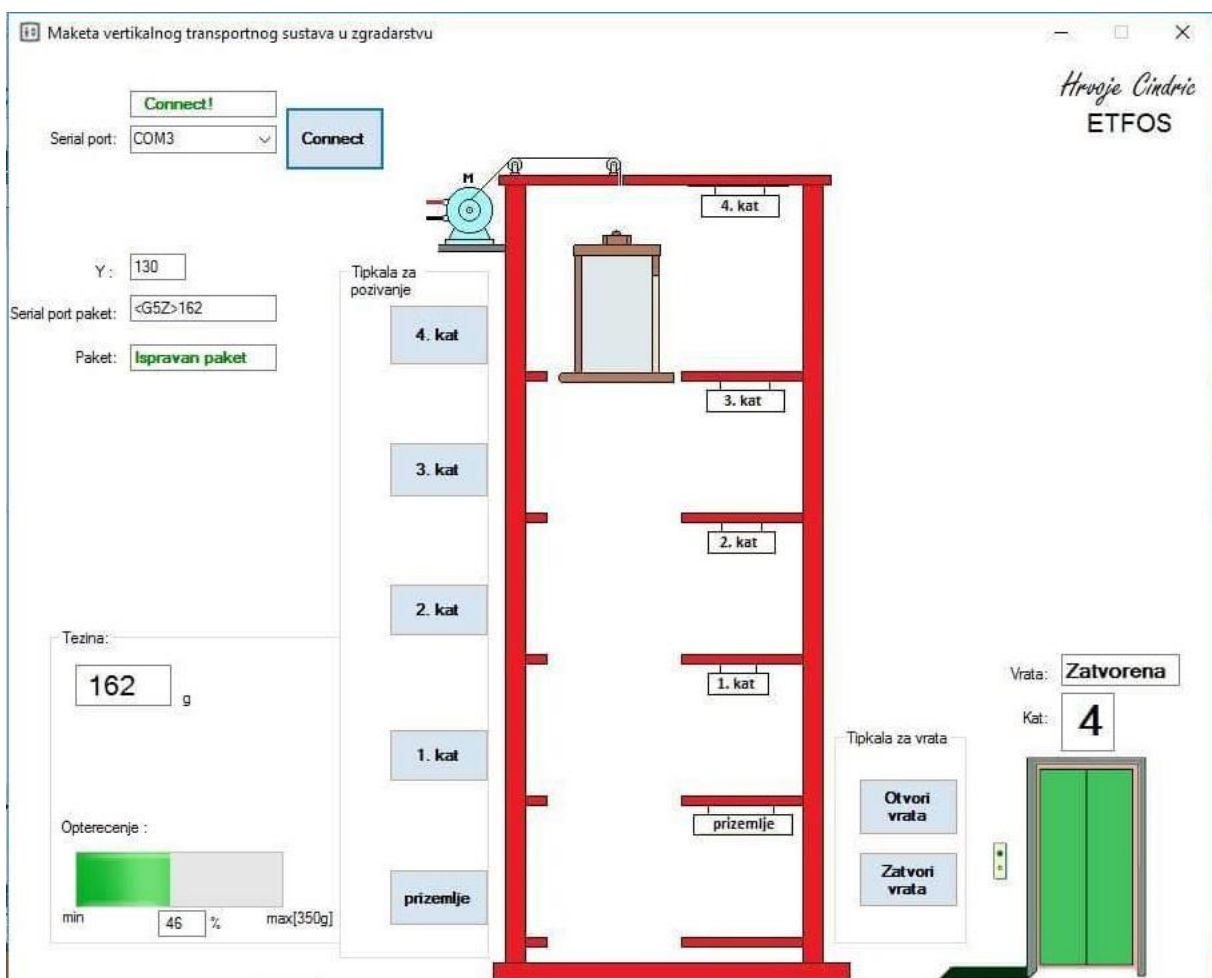 Maketa vertikalnog transportnog sustava u zgradarstvu
Hrvoje Cindric
ETFOS
Connect!
Serial port:
COM3
Connect
M
4. kat
Y :
130
Serial port paket:
<G5Z>162
Paket:
Ispravan paket
Tipkala za
pozivanje
4. kat
3. kat
3. kat
2. kat
2. kat
1. kat
1. kat
prizemlje
prizemlje
Tezina:
162
g
Opterecenje :
min
46
%
max[350g]
Vrata:
Zatvorena
Kat:
4
Tipkala za vrata
Otvori
vrata
Zatvori
vrata